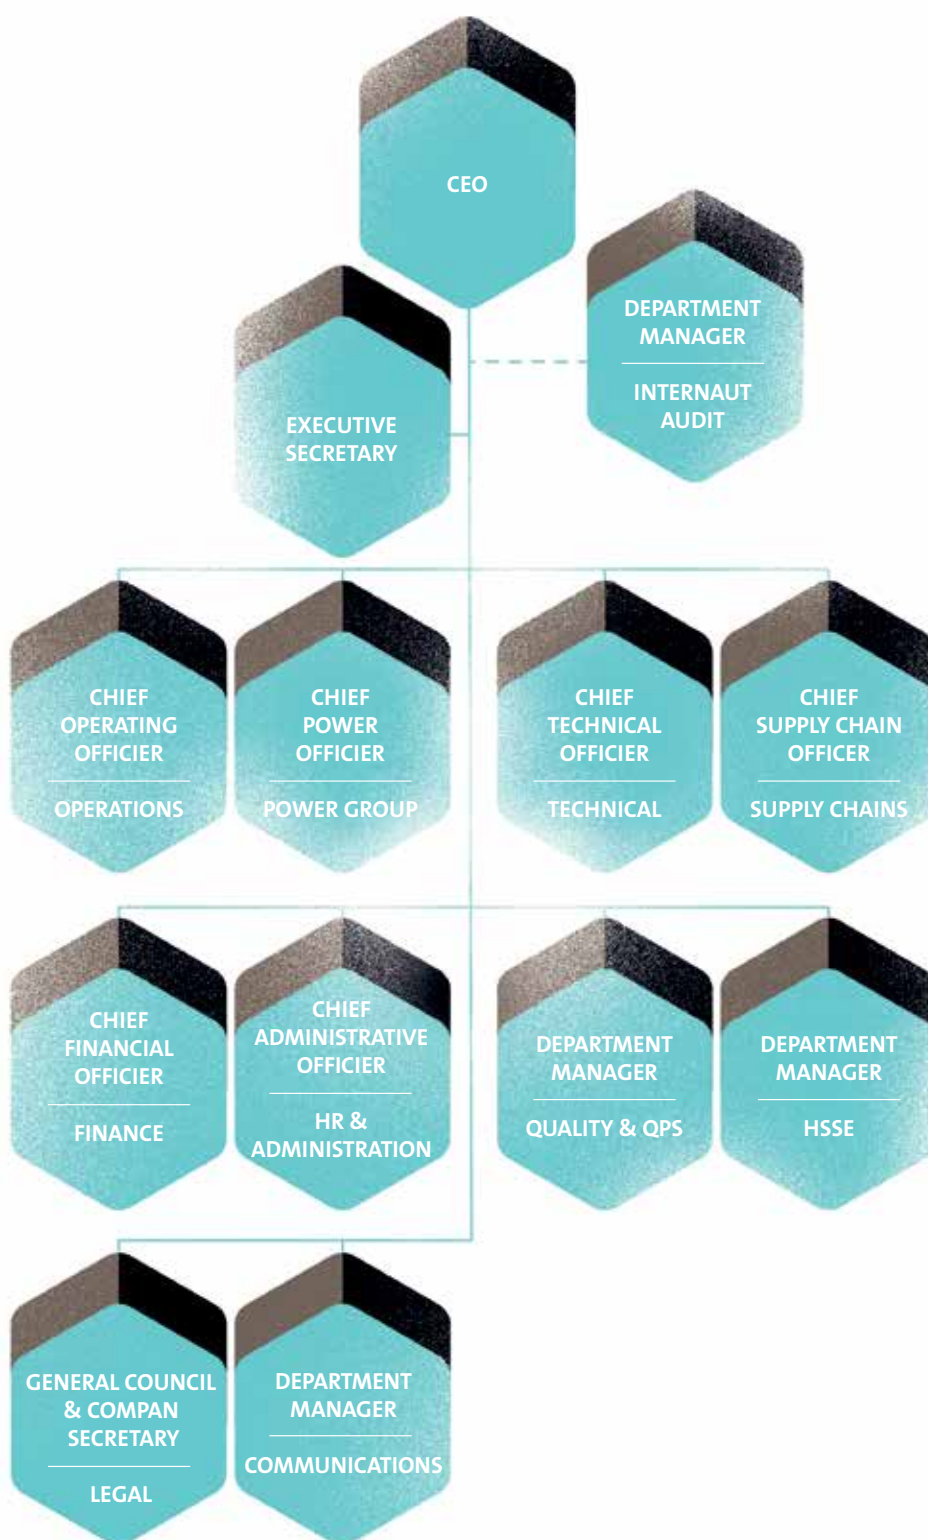 CEO
DEPARTMENT
MANAGER
INTERNAUT
AUDIT
EXECUTIVE
SECRETARY
CHIEF
OPERATING
OFFICIER
OPERATIONS
CHIEF
POWER
OFFICIER
POWER GROUP
CHIEF
TECHNICAL
OFFICIER
TECHNICAL
CHIEF
SUPPLY CHAIN
OFFICER
SUPPLY CHAINS
CHIEF
FINANCIAL
OFFICIER
FINANCE
CHIEF
ADMINISTRATIVE
OFFICIER
HR &
ADMINISTRATION
DEPARTMENT
MANAGER
QUALITY & QPS
DEPARTMENT
MANAGER
HSSE
GENERAL COUNCIL
& COMPAN
SECRETARY
LEGAL
DEPARTMENT
MANAGER
COMMUNICATIONS